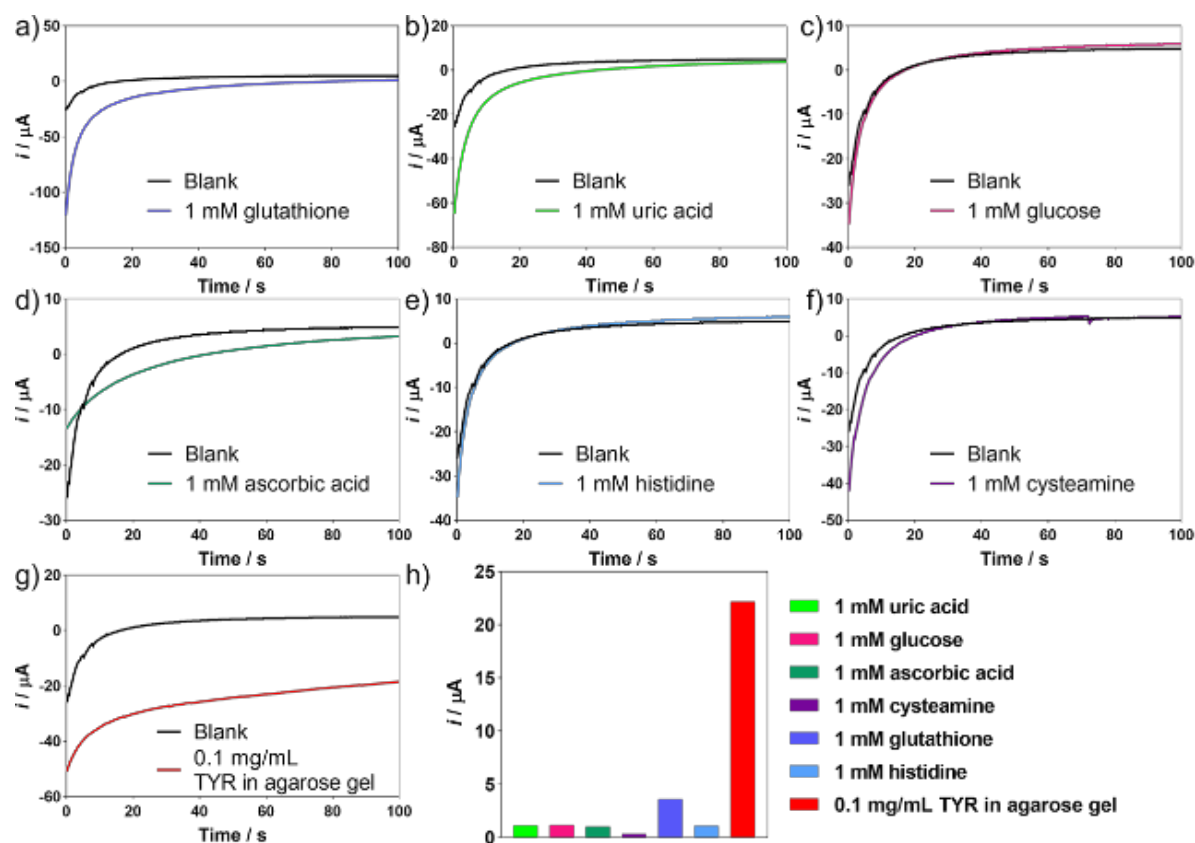 a)
50
0
-50
-100
-150
i / µA
Blank
1 mM glutathione
0 20 40 60 80 100
Time / s
b)
20
0
-20
-40
-60
-80
i / µA
Blank
1 mM uric acid
0 20 40 60 80 100
Time / s
c)
10
0
-10
-20
-30
-40
i / µA
Blank
1 mM glucose
0 20 40 60 80 100
Time / s
d)
10
0
-10
-20
-30
i / µA
Blank
1 mM ascorbic acid
0 20 40 60 80 100
Time / s
e)
10
0
-10
-20
-30
-40
i / µA
Blank
1 mM histidine
0 20 40 60 80 100
Time / s
f)
10
0
-10
-20
-30
-40
-50
i / µA
Blank
1 mM cysteamine
0 20 40 60 80 100
Time / s
g)
20
0
-20
-40
-60
i / µA
Blank
0.1 mg/mL
TYR in agarose gel
0 20 40 60 80 100
Time / s
h)
25
20
15
10
5
0
i / µA
1 mM uric acid
1 mM glucose
1 mM ascorbic acid
1 mM cysteamine
1 mM glutathione
1 mM histidine
0.1 mg/mL TYR in agarose gel